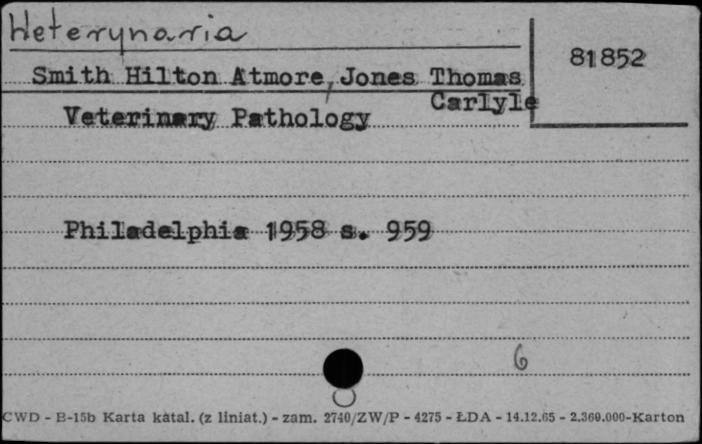 Weterynaria
81852
Smith Hilton Atmore, Jones Thomas
Carlyle
Veterinary Pathology
Philadelphia 1958 s. 959
6
CWD - B-15b Karta katal. (z liniat.) - zam. 2740/ZW/P - 4275 - ŁDA - 14.12.65 - 2.360.000-Karton